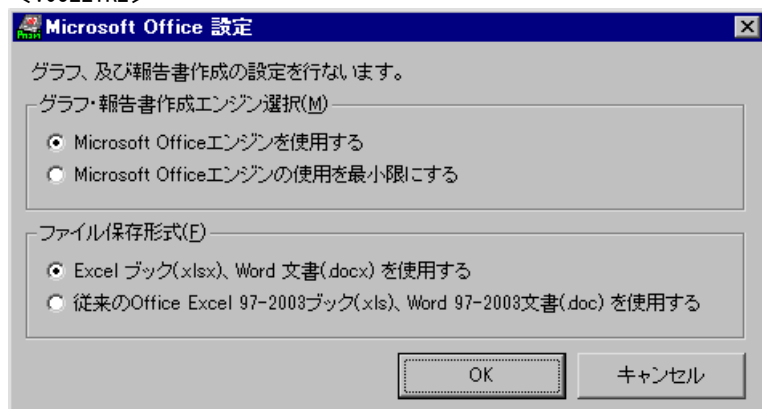 Microsoft Office 設定
グラフ、及び報告書作成の設定を行ないます。
グラフ・報告書作成エンジン選択(M)
Microsoft Officeエンジンを使用する
Microsoft Officeエンジンの使用を最小限にする
ファイル保存形式(F)
Excel ブック(.xlsx)、Word 文書(.docx) を使用する
従来のOffice Excel 97-2003ブック(.xls)、Word 97-2003文書(.doc) を使用する
OK
キャンセル